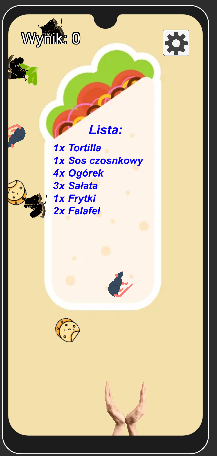 Wynik: 0
Lista:
1x Tortilla
1x Sos czosnkowy
4x Ogórek
3x Sałata
1x Frytki
2x Falafel